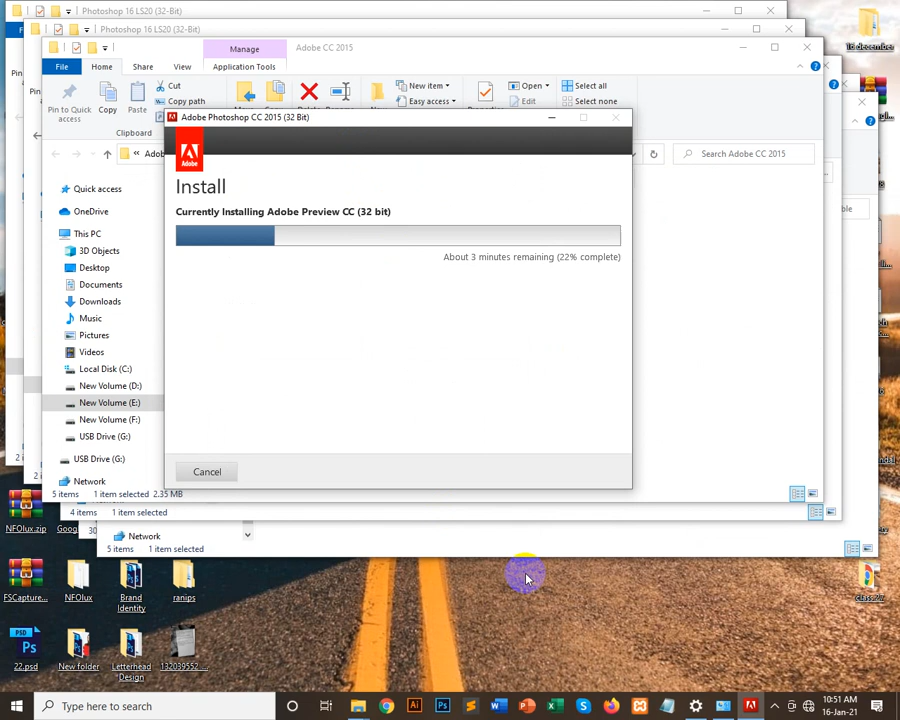 Photoshop 16 LS20 (32-Bit)
Photoshop 16 LS20 (32-Bit)
Manage
Adobe CC 2015
File
Home
Share
View
Application Tools
Pin to Quick access
Copy
Paste
Cut
Copy path
Clipboard
New item
Easy access
Open
Edit
Select all
Select none
Search Adobe CC 2015
Adobe Photoshop CC 2015 (32 Bit)
Adobe
Install
Currently Installing Adobe Preview CC (32 bit)
About 3 minutes remaining (22% complete)
Cancel
Quick access
OneDrive
This PC
3D Objects
Desktop
Documents
Downloads
Music
Pictures
Videos
Local Disk (C:)
New Volume (D:)
New Volume (E:)
New Volume (F:)
USB Drive (G:)
USB Drive (G:)
Network
5 items 1 item selected 2.35 MB
4 items 1 item selected
Network
5 items 1 item selected
16 december
NFOlux.zip
NFOlux
Brand Identity
ranips
22.psd
New folder
Letterhead Design
132039552....
Type here to search
10:51 AM
16-Jan-21